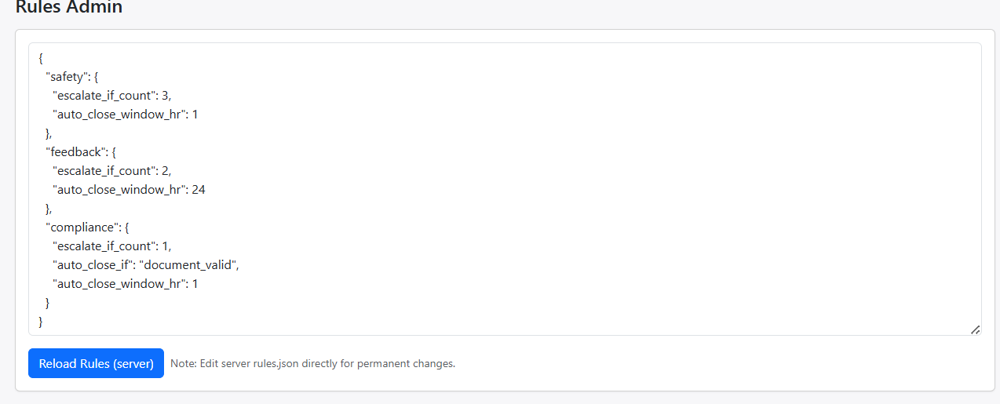 Rules Admin
{
  "safety": {
    "escalate_if_count": 3,
    "auto_close_window_hr": 1
  },
  "feedback": {
    "escalate_if_count": 2,
    "auto_close_window_hr": 24
  },
  "compliance": {
    "escalate_if_count": 1,
    "auto_close_if": "document_valid",
    "auto_close_window_hr": 1
  }
}
Reload Rules (server) Note: Edit server rules.json directly for permanent changes.